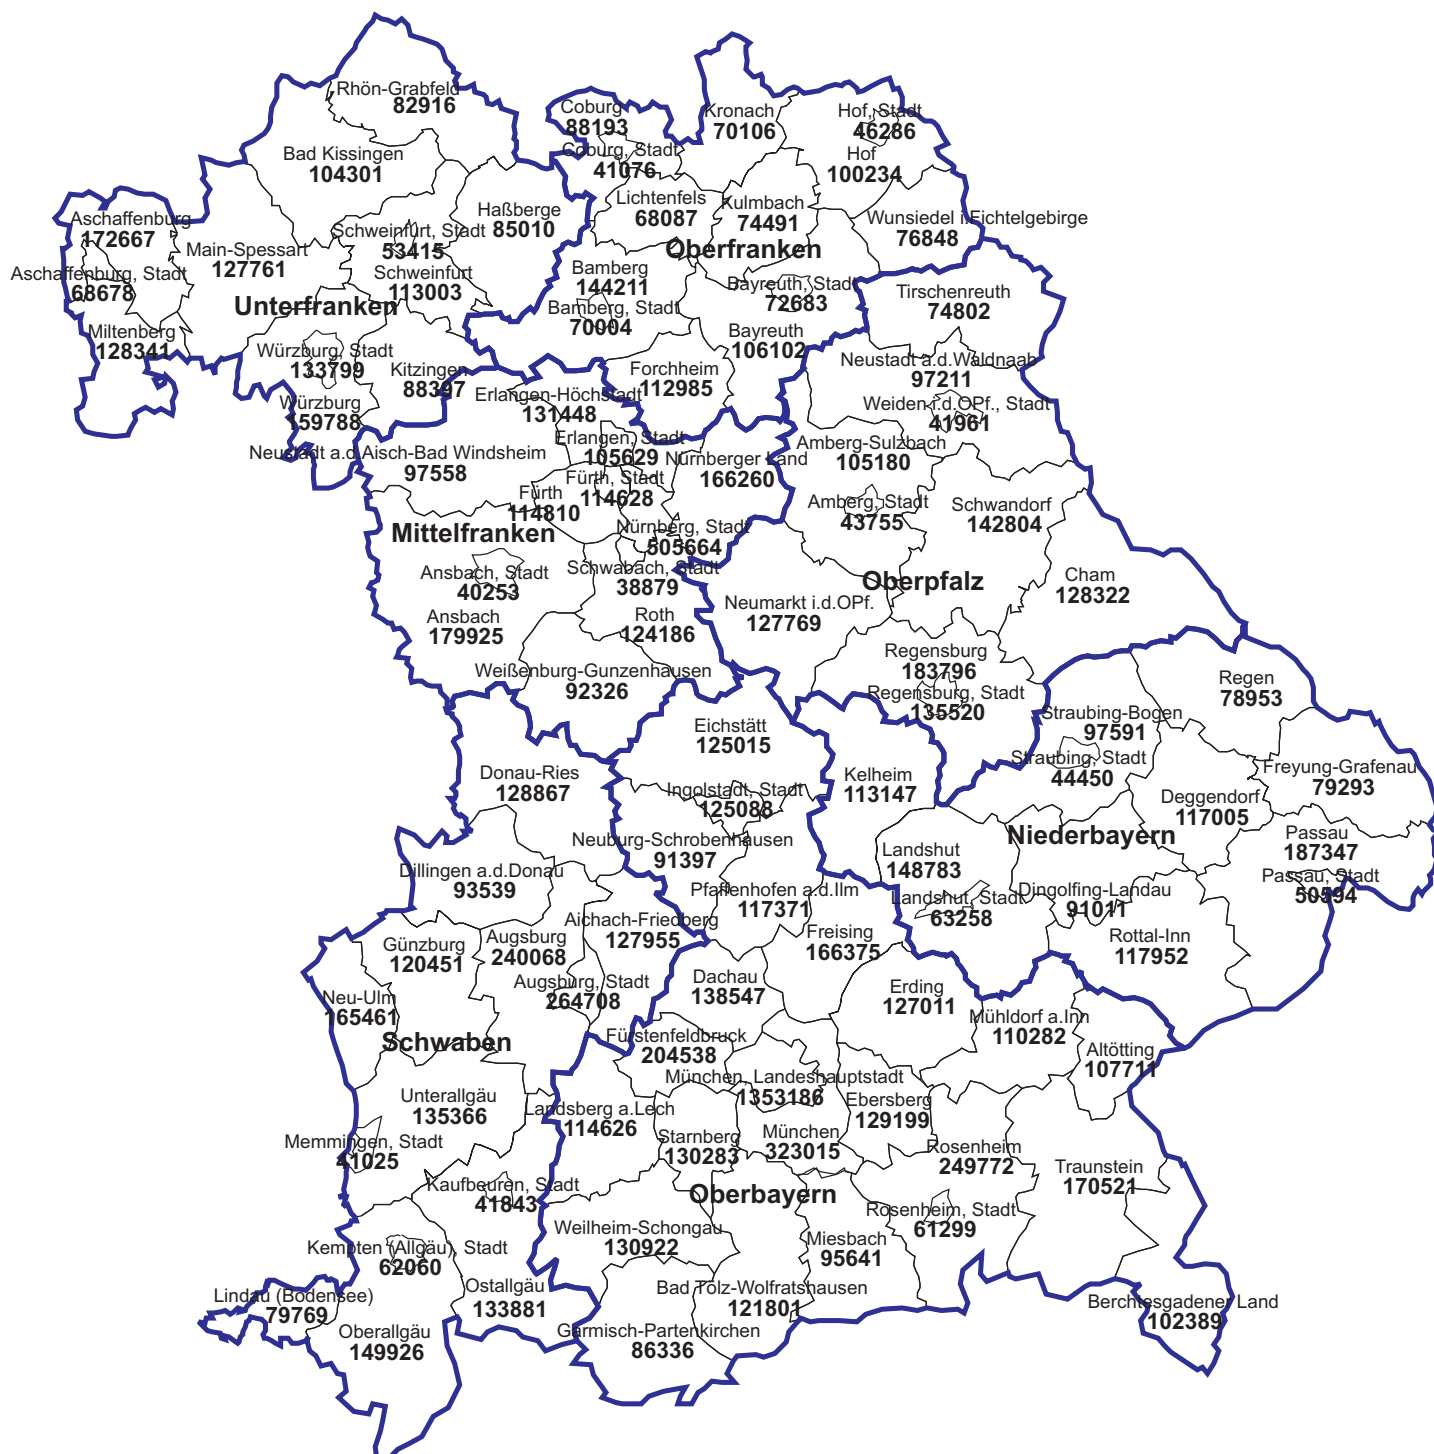 Rhön-Grabfeld
82916
Coburg
88193
Kronach
70106
Hof, Stadt
46286
Bad Kissingen
104301
Coburg, Stadt
41076
Hof
100234
Haßberge
85010
Lichtenfels
68087
Kulmbach
74491
Wunsiedel i.Fichtelgebirge
76848
Aschaffenburg
172667
Main-Spessart
127761
Schweinfurt, Stadt
53415
Oberfranken
Aschaffenburg, Stadt
68678
Schweinfurt
113003
Bamberg
144211
Bayreuth, Stadt
72683
Tirschenreuth
74802
Unterfranken
Bamberg, Stadt
70004
Miltenberg
128341
Bayreuth
106102
Würzburg, Stadt
133799
Kitzingen
88397
Forchheim
112985
Neustadt a.d.Waldnaab
97211
Würzburg
159788
Erlangen-Höchstadt
131448
Weiden i.d.OPf., Stadt
41961
Neustadt a.d.Aisch-Bad Windsheim
97558
Erlangen, Stadt
105629
Nürnberger Land
166260
Amberg-Sulzbach
105180
Fürth
114810
Fürth, Stadt
114628
Amberg, Stadt
43755
Schwandorf
142804
Mittelfranken
Nürnberg, Stadt
505664
Ansbach, Stadt
40253
Schwabach, Stadt
38879
Oberpfalz
Cham
128322
Ansbach
179925
Roth
124186
Neumarkt i.d.OPf.
127769
Weißenburg-Gunzenhausen
92326
Regensburg
183796
Regensburg, Stadt
135520
Regen
78953
Eichstätt
125015
Straubing-Bogen
97591
Straubing, Stadt
44450
Donau-Ries
128867
Ingolstadt, Stadt
125088
Kelheim
113147
Freyung-Grafenau
79293
Deggendorf
117005
Neuburg-Schrobenhausen
91397
Niederbayern
Landshut
148783
Passau
187347
Dillingen a.d.Donau
93539
Pfaffenhofen a.d.Ilm
117371
Landshut, Stadt
63258
Dingolfing-Landau
91011
Passau, Stadt
50594
Aichach-Friedberg
127955
Günzburg
120451
Augsburg
240068
Freising
166375
Rottal-Inn
117952
Augsburg, Stadt
264708
Dachau
138547
Erding
127011
Neu-Ulm
165461
Mühldorf a.Inn
110282
Schwaben
Fürstenfeldbruck
204538
Altötting
107711
München, Landeshauptstadt
1353186
Unterallgäu
135366
Landsberg a.Lech
114626
Ebersberg
129199
Memmingen, Stadt
41025
Starnberg
130283
München
323015
Rosenheim
249772
Traunstein
170521
Kaufbeuren, Stadt
41843
Oberbayern
Rosenheim, Stadt
61299
Weilheim-Schongau
130922
Miesbach
95641
Kempten (Allgäu), Stadt
62060
Lindau (Bodensee)
79769
Ostallgäu
133881
Bad Tölz-Wolfratshausen
121801
Berchtesgadener Land
102389
Oberallgäu
149926
Garmisch-Partenkirchen
86336